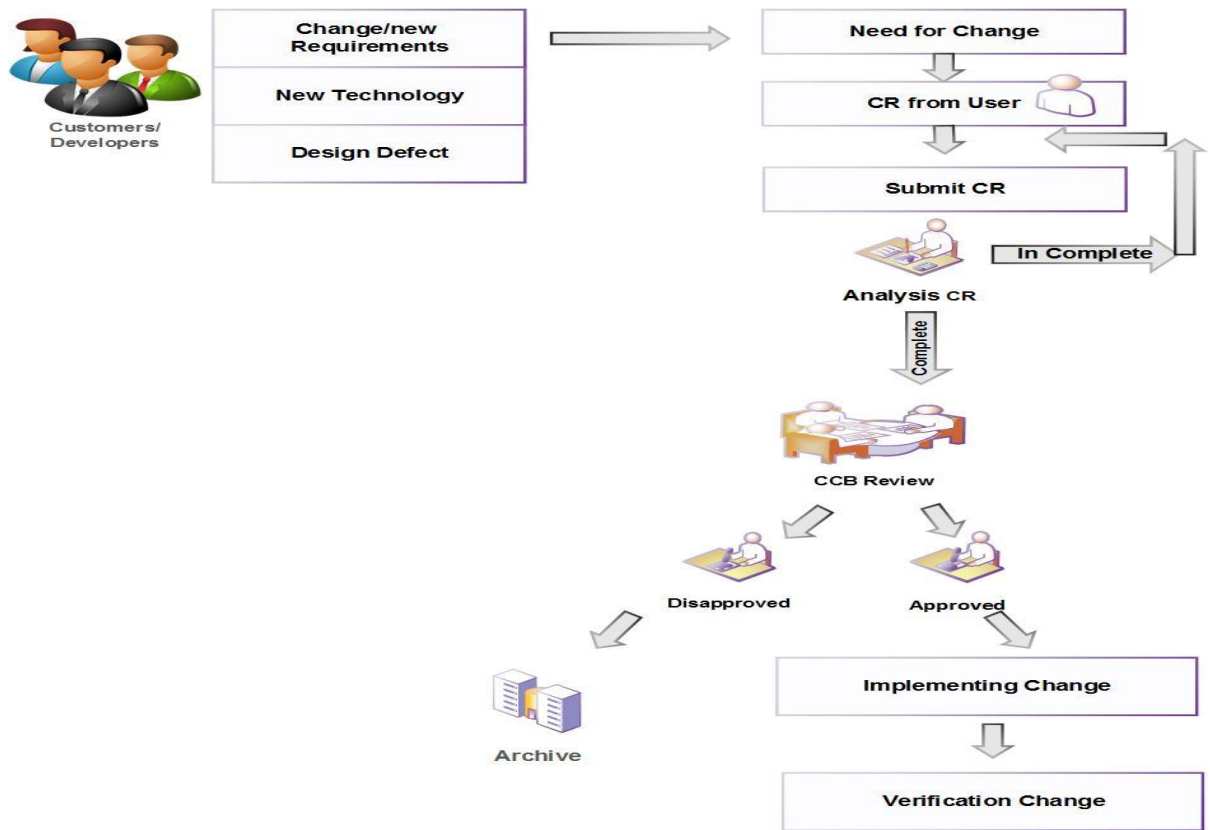 Customers/
Developers
Change/new
Requirements
New Technology
Design Defect
Need for Change
CR from User
Submit CR
In Complete
Analysis CR
Complete
CCB Review
Disapproved
Approved
Archive
Implementing Change
Verification Change